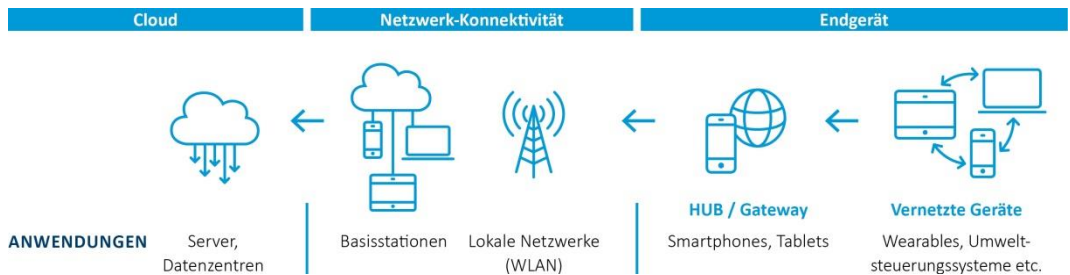 Cloud
Netzwerk-Konnektivität
Endgerät
HUB / Gateway
Vernetzte Geräte
ANWENDUNGEN
Server,
Datenzentren
Basisstationen
Lokale Netzwerke
(WLAN)
Smartphones, Tablets
Wearables, Umwelt-
steuerungssysteme etc.